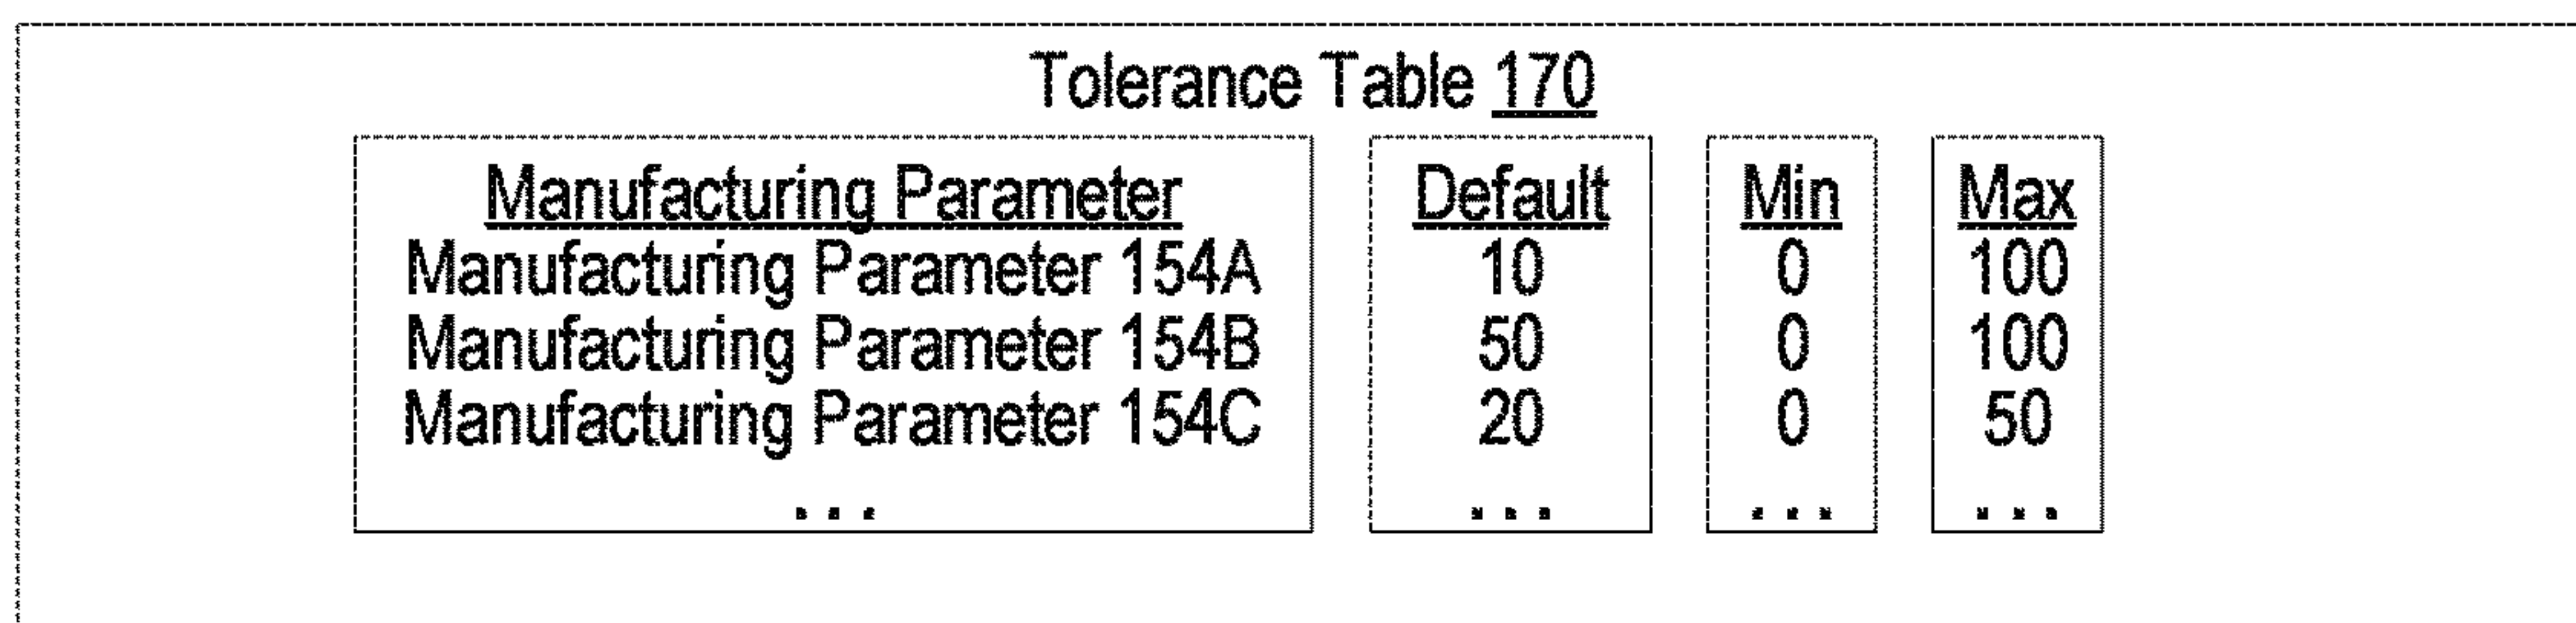 Tolerance Table 170
Manufacturing Parameter Default Min Max
Manufacturing Parameter 154A 10 0 100
Manufacturing Parameter 154B 50 0 100
Manufacturing Parameter 154C 20 0 50
... ... ... ...